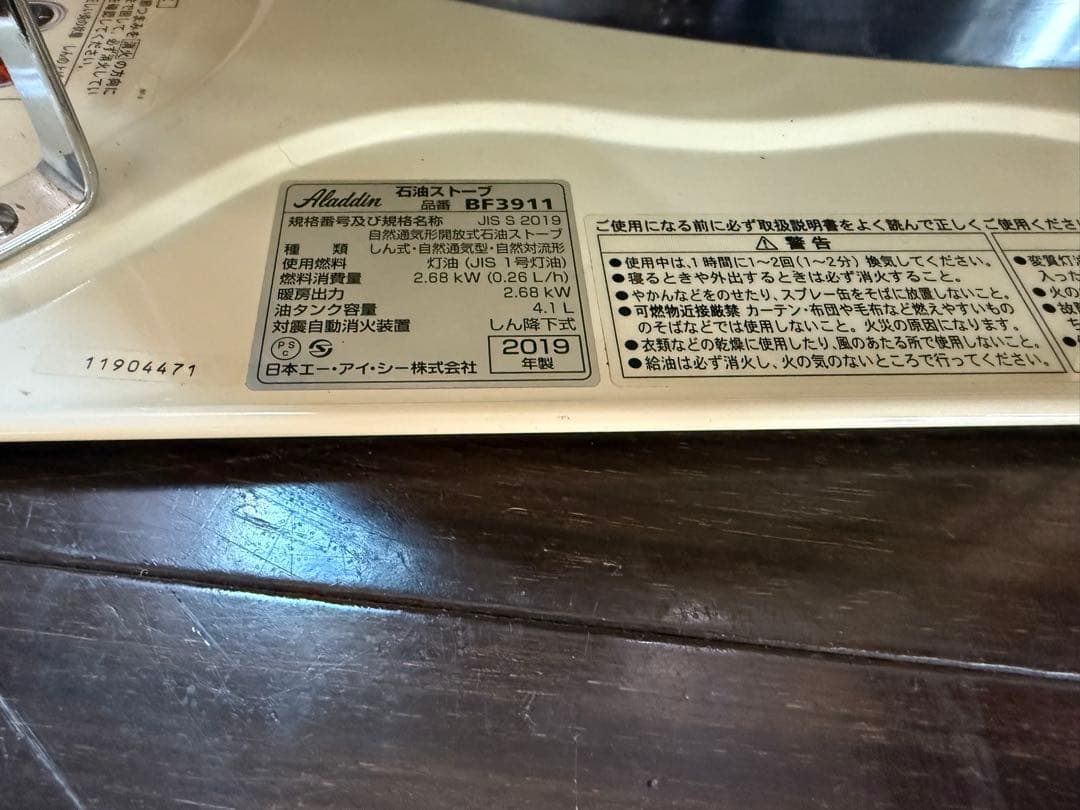 Aladdin 石油ストーブ
品番 BF3911
規格番号及び規格名称 JIS S 2019
自然通気形開放式石油ストーブ
種類 しん式・自然通気型・自然対流形
使用燃料 灯油 (JIS 1号灯油)
燃料消費量 2.68 kW (0.26 L/h)
暖房出力 2.68 kW
油タンク容量 4.1 L
対震自動消火装置 しん降下式
PS C
2019
年製
日本エー・アイ・シー株式会社
11904471
ご使用になる前に必ず取扱説明書をよく読んで正しくご使用くださ
⚠ 警告
●使用中は、1時間に1~2回(1~2分) 換気してください。
●寝るときや外出するときは必ず消火すること。
●やかんなどをのせたり、スプレー缶をそばに放置しないこと。
●可燃物近接厳禁 カーテン・布団や毛布など燃えやすいもの
のそばなどでは使用しないこと。火災の原因になります。
●衣類などの乾燥に使用したり、風のあたる所で使用しないこと。
●給油は必ず消火し、火の気のないところで行ってください。
●変質灯
入った
●火の
●故障